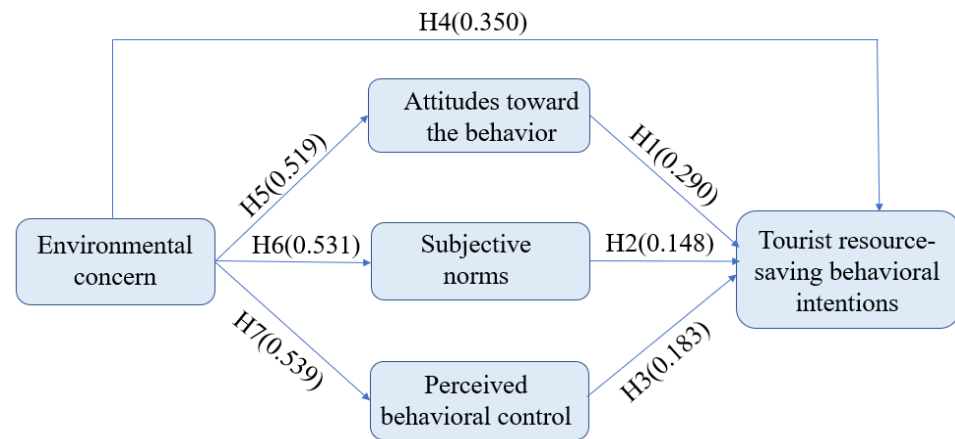 H4(0.350)
Attitudes toward
the behavior
H5(0.519)
H1(0.290)
Environmental
concern
H6(0.531)
Subjective
norms
H2(0.148)
Tourist resource-
saving behavioral
intentions
H7(0.539)
Perceived
behavioral control
H3(0.183)